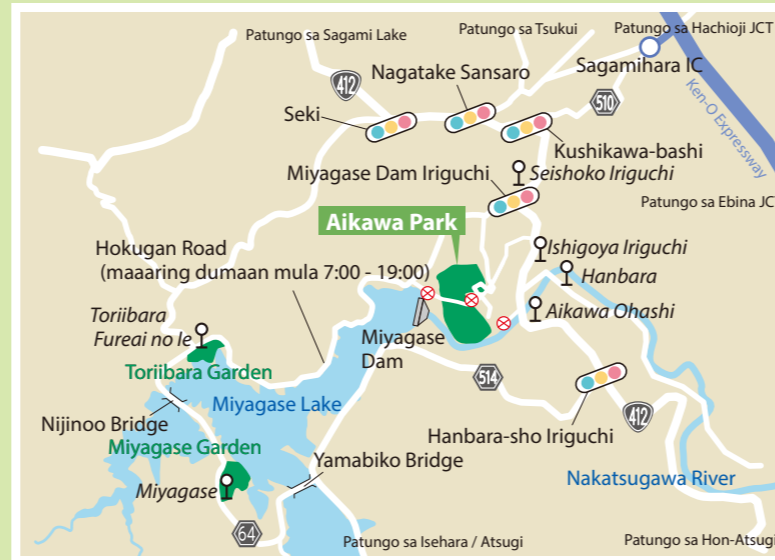 Patungo sa Sagami Lake
Patungo sa Tsukui
Patungo sa Hachioji JCT
Sagamihara IC
412
Nagatake Sansaro
510
Ken-O Expressway
Seki
Kushikawa-bashi
Miyagase Dam Iriguchi
Seishoko Iriguchi
Patungo sa Ebina JCT
Aikawa Park
Hokugan Road
(maaaring dumaan mula 7:00 - 19:00)
Ishigoya Iriguchi
Hanbara
Aikawa Ohashi
Toriibara
Fureai no Ie
Miyagase
Dam
Toriibara Garden
514
Miyagase Lake
Nijinoo Bridge
412
Hanbara-sho Iriguchi
Miyagase Garden
Yamabiko Bridge
Nakatsugawa River
Miyagase
64
Patungo sa Isehara / Atsugi
Patungo sa Hon-Atsugi